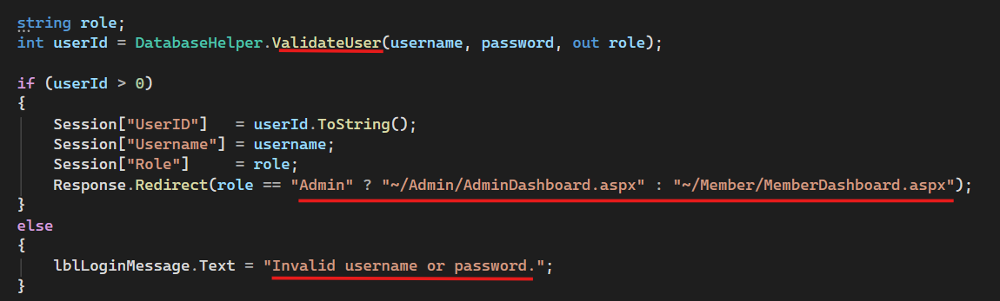 string role;
int userId = DatabaseHelper.ValidateUser(username, password, out role);
if (userId > 0)
{
    Session["UserID"]   = userId.ToString();
    Session["Username"] = username;
    Session["Role"]     = role;
    Response.Redirect(role == "Admin" ? "~/Admin/AdminDashboard.aspx" : "~/Member/MemberDashboard.aspx");
}
else
{
    lblLoginMessage.Text = "Invalid username or password.";
}